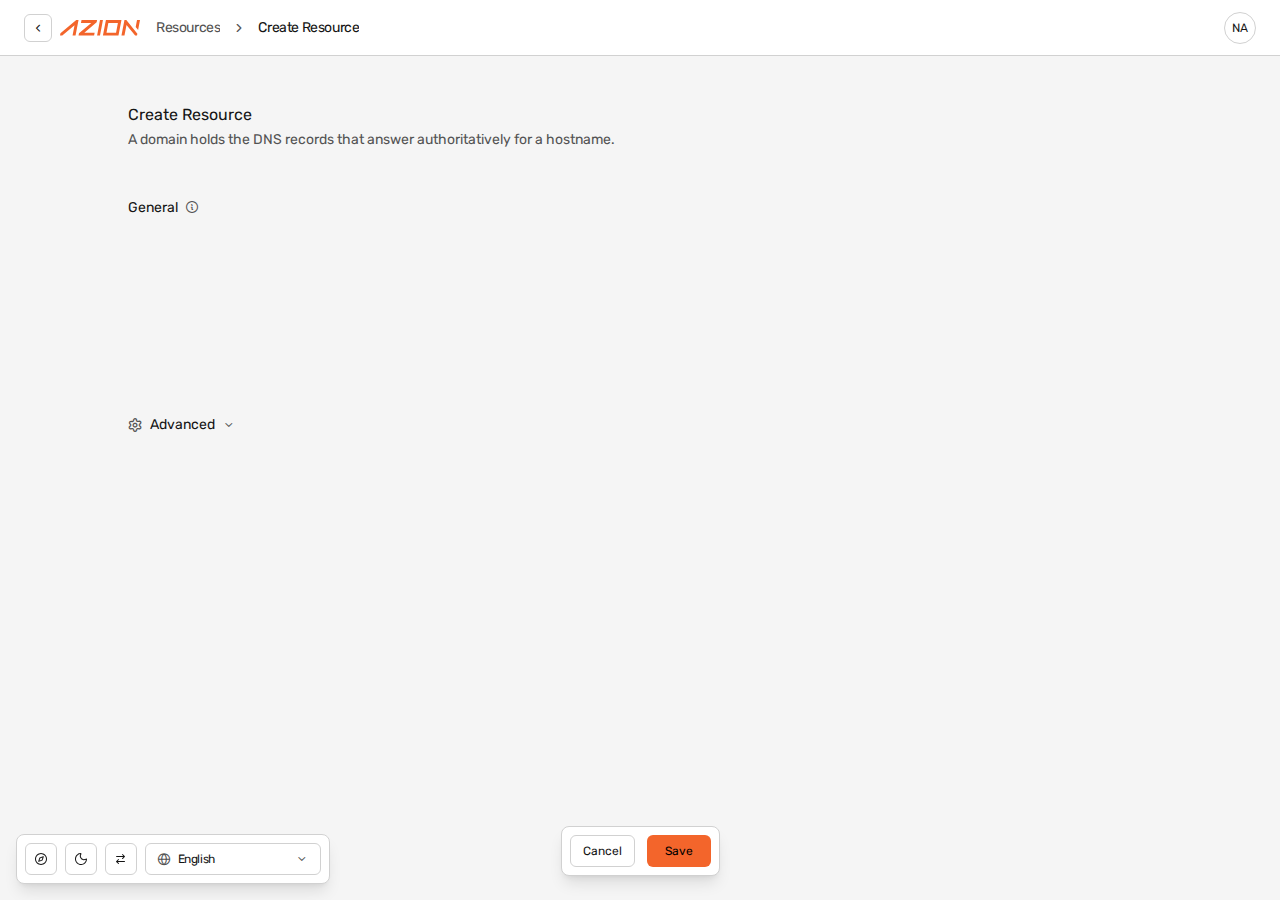 AZION
Resources
Create Resource
NA
Create Resource
A domain holds the DNS records that answer authoritatively for a hostname.
General
Advanced
English
Cancel
Save